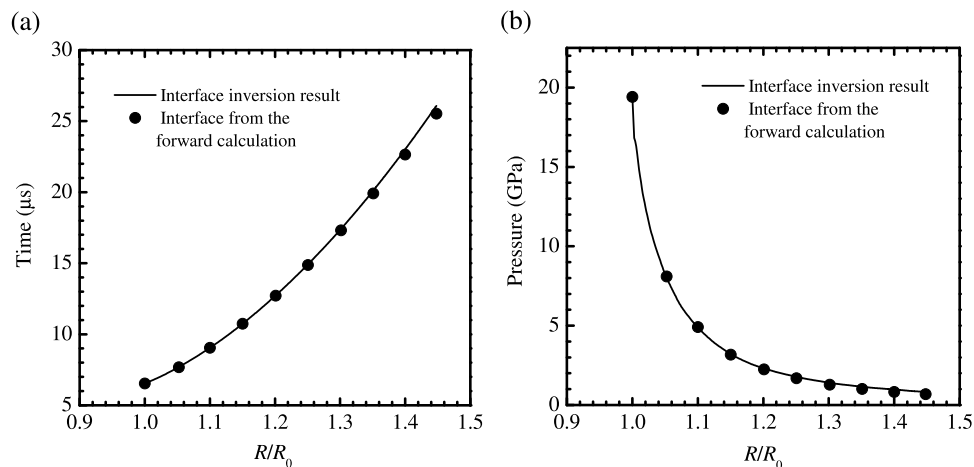 (a)
30
25
20
15
10
5
Time (μs)
Interface inversion result
Interface from the
forward calculation
0.9 1.0 1.1 1.2 1.3 1.4 1.5
R/R0
(b)
20
15
10
5
0
Pressure (GPa)
Interface inversion result
Interface from the
forward calculation
0.9 1.0 1.1 1.2 1.3 1.4 1.5
R/R0